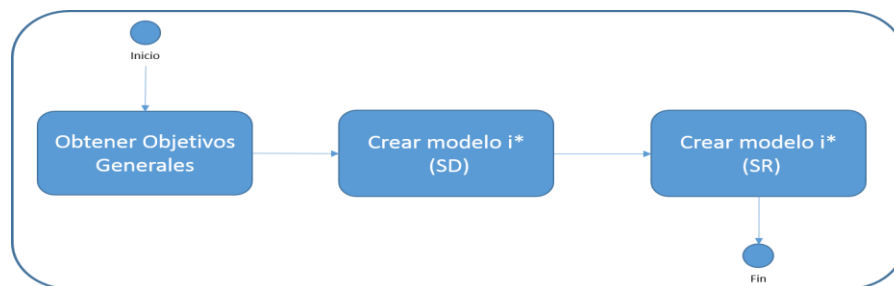 Inicio
Obtener Objetivos
Generales
Crear modelo i*
(SD)
Crear modelo i*
(SR)
Fin